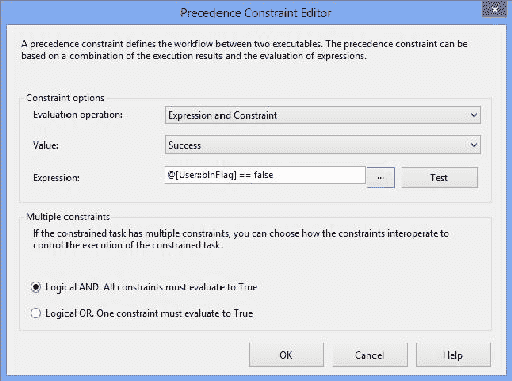 Precedence Constraint Editor
A precedence constraint defines the workflow between two executables. The precedence constraint can be
based on a combination of the execution results and the evaluation of expressions.
Constraint options
Evaluation operation: Expression and Constraint
Value: Success
Expression: @[User::blnFlag] == false ... Test
Multiple constraints
If the constrained task has multiple constraints, you can choose how the constraints interoperate to
control the execution of the constrained task.
Logical AND. All constraints must evaluate to True
Logical OR. One constraint must evaluate to True
OK Cancel Help